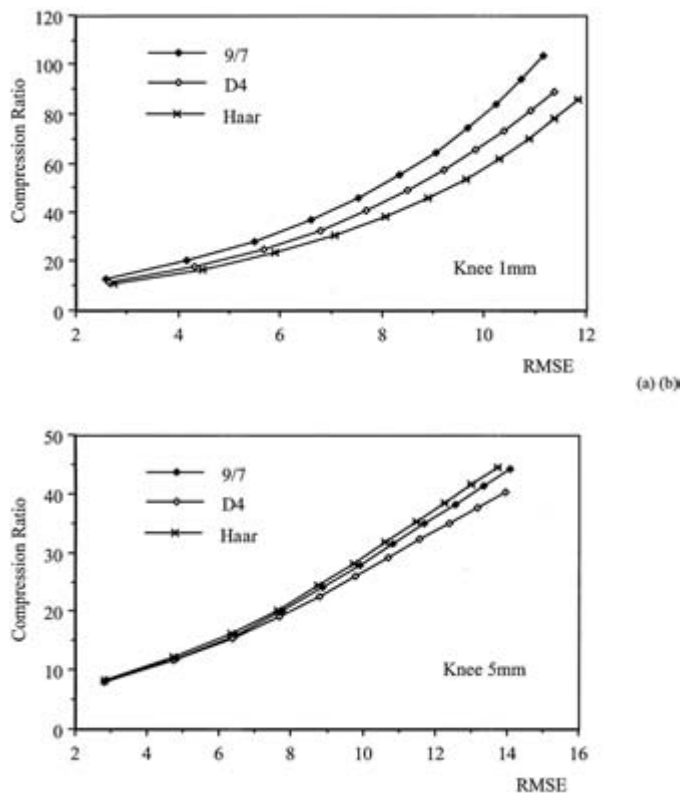 120
100
80
60
40
20
0
Compression Ratio
9/7
D4
Haar
Knee 1mm
2 4 6 8 10 12
RMSE
(a) (b)
50
40
30
20
10
0
Compression Ratio
9/7
D4
Haar
Knee 5mm
2 4 6 8 10 12 14 16
RMSE